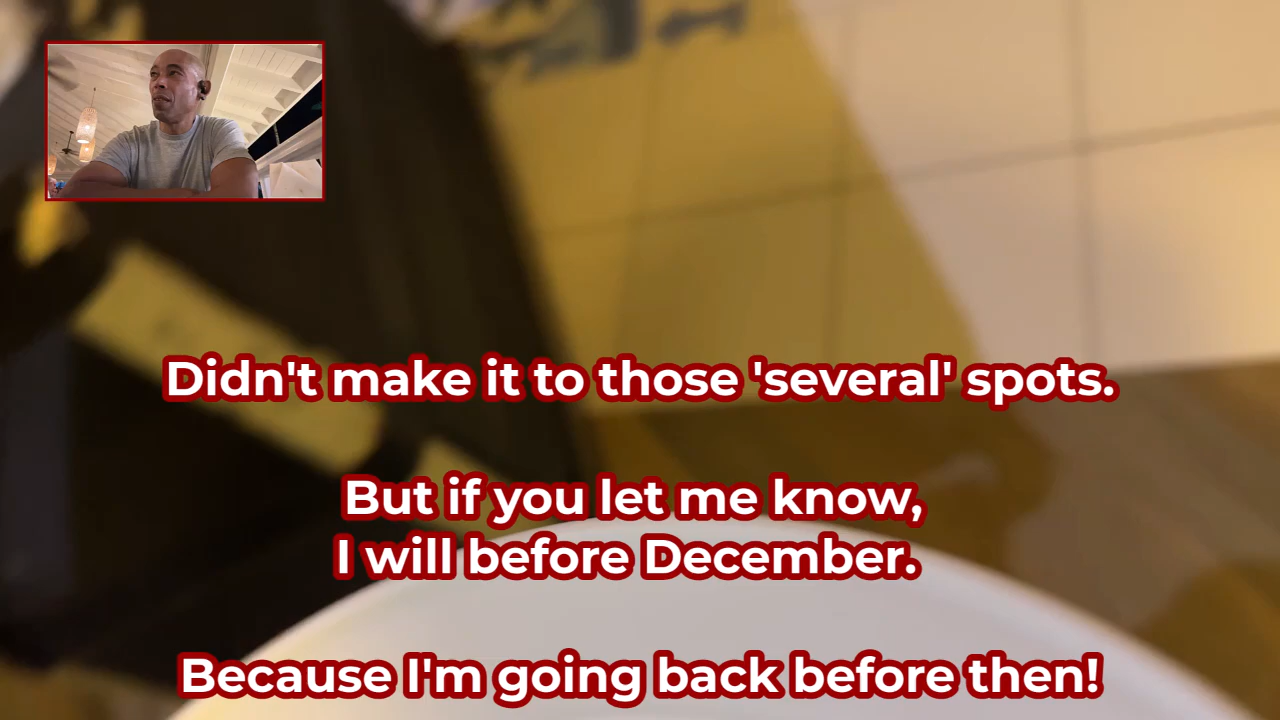 Didn't make it to those 'several' spots.
But if you let me know,
I will before December.
Because I'm going back before then!